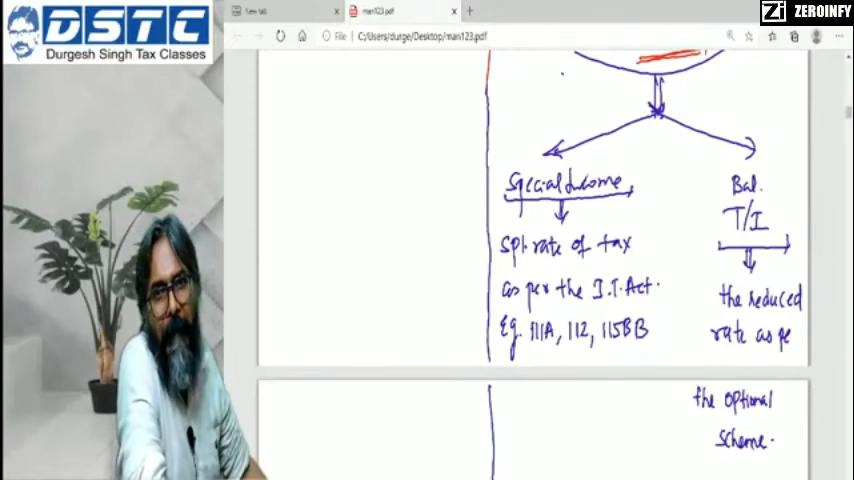 DSTC
Durgesh Singh Tax Classes
New tab
man123.pdf
File
C:/Users/durge/Desktop/man123.pdf
Zi ZEROINFY
Special Income
Spl. rate of tax
as per the I.T. Act.
Eg. 111A, 112, 115BB
Bal.
T/I
the reduced
rate as pe
the optional
scheme.